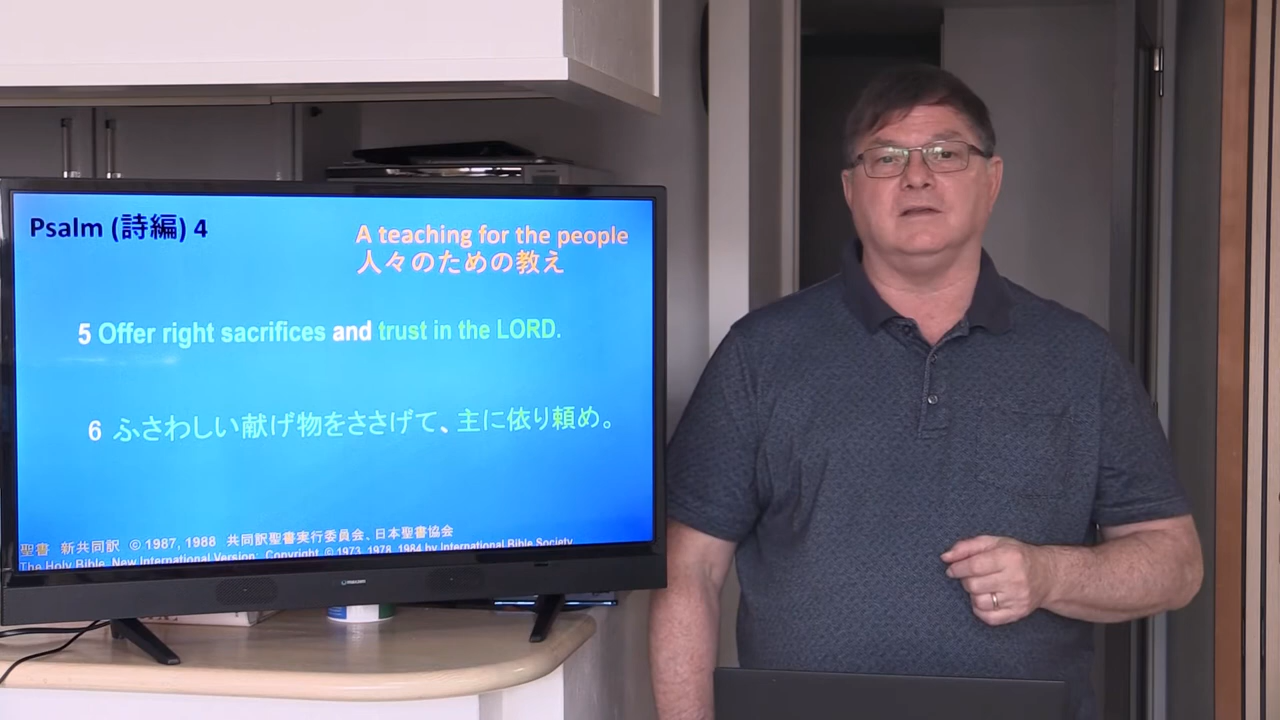 Psalm (詩編) 4
A teaching for the people
人々のための教え
5 Offer right sacrifices and trust in the LORD.
6 ふさわしい献げ物をささげて、主に依り頼め。
聖書 新共同訳 © 1987, 1988 共同訳聖書実行委員会、日本聖書協会
The Holy Bible, New International Version: Copyright © 1973, 1978, 1984 by International Bible Society